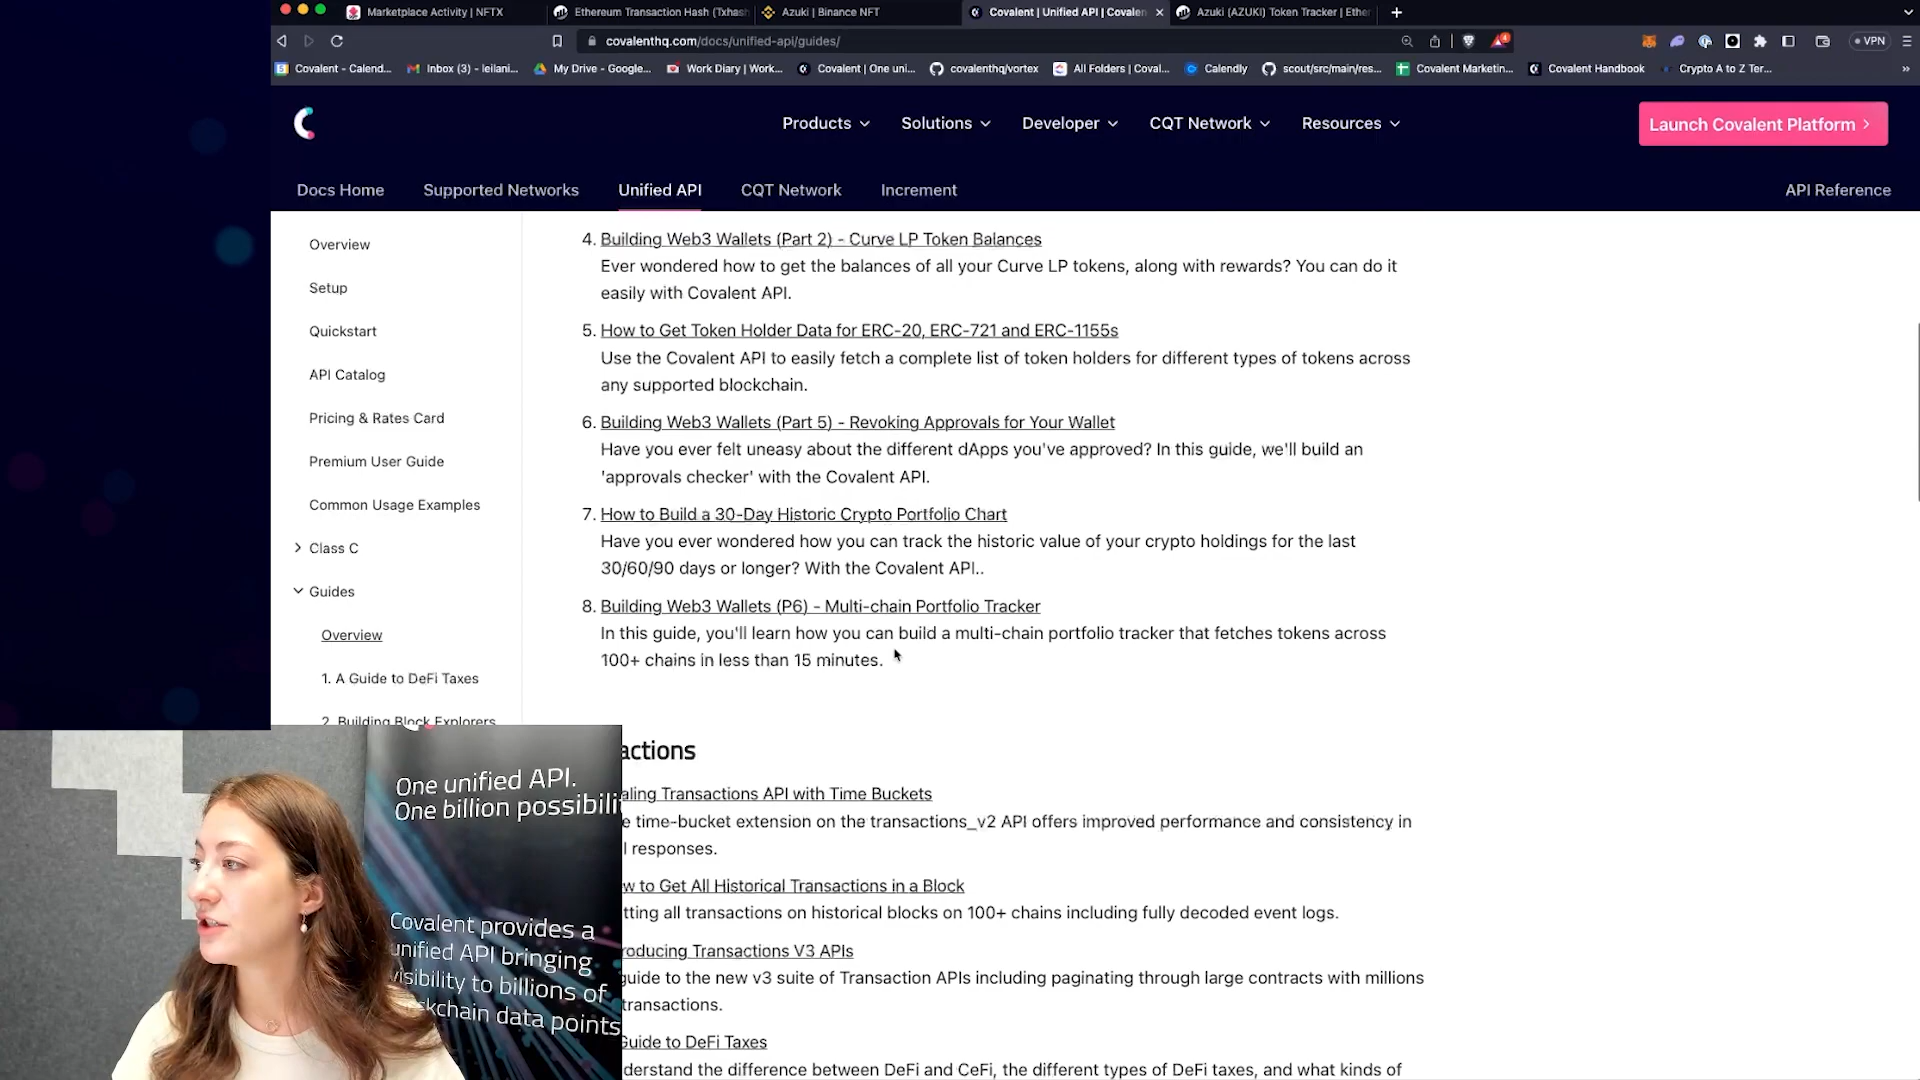 Marketplace Activity | NFTX
Ethereum Transaction Hash (Txhash
Azuki | Binance NFT
Covalent | Unified API | Covalen
Azuki (AZUKI) Token Tracker | Ethe
covalenthq.com/docs/unified-api/guides/
VPN
Covalent - Calend...
Inbox (3) - leilani...
My Drive - Google...
Work Diary | Work...
Covalent | One uni...
covalenthq/vortex
All Folders | Coval...
Calendly
scout/src/main/res...
Covalent Marketin...
Covalent Handbook
Crypto A to Z Ter...
Products
Solutions
Developer
CQT Network
Resources
Launch Covalent Platform
Docs Home
Supported Networks
Unified API
CQT Network
Increment
API Reference
Overview
Setup
Quickstart
API Catalog
Pricing & Rates Card
Premium User Guide
Common Usage Examples
Class C
Guides
Overview
1. A Guide to DeFi Taxes
2. Building Block Explorers
4. Building Web3 Wallets (Part 2) - Curve LP Token Balances
Ever wondered how to get the balances of all your Curve LP tokens, along with rewards? You can do it
easily with Covalent API.
5. How to Get Token Holder Data for ERC-20, ERC-721 and ERC-1155s
Use the Covalent API to easily fetch a complete list of token holders for different types of tokens across
any supported blockchain.
6. Building Web3 Wallets (Part 5) - Revoking Approvals for Your Wallet
Have you ever felt uneasy about the different dApps you've approved? In this guide, we'll build an
'approvals checker' with the Covalent API.
7. How to Build a 30-Day Historic Crypto Portfolio Chart
Have you ever wondered how you can track the historic value of your crypto holdings for the last
30/60/90 days or longer? With the Covalent API..
8. Building Web3 Wallets (P6) - Multi-chain Portfolio Tracker
In this guide, you'll learn how you can build a multi-chain portfolio tracker that fetches tokens across
100+ chains in less than 15 minutes.
actions
aling Transactions API with Time Buckets
e time-bucket extension on the transactions_v2 API offers improved performance and consistency in
l responses.
w to Get All Historical Transactions in a Block
tting all transactions on historical blocks on 100+ chains including fully decoded event logs.
roducing Transactions V3 APIs
guide to the new v3 suite of Transaction APIs including paginating through large contracts with millions
transactions.
Guide to DeFi Taxes
derstand the difference between DeFi and CeFi, the different types of DeFi taxes, and what kinds of
One unified API.
One billion possibili
Covalent provides a
unified API bringing
visibility to billions of
ckchain data points